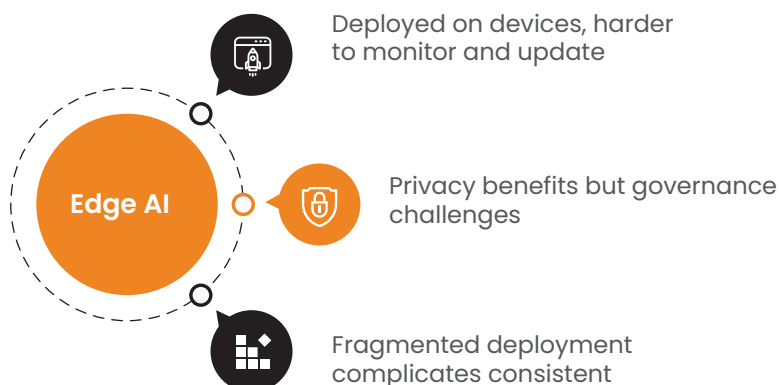 Deployed on devices, harder
to monitor and update
Edge AI
Privacy benefits but governance
challenges
Fragmented deployment
complicates consistent